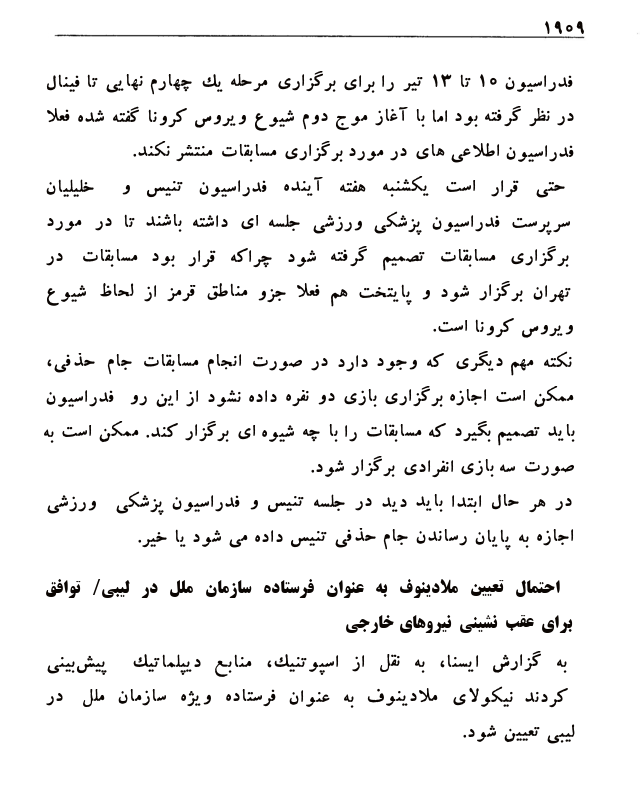 ۱۹۰۹
فدراسیون ۱۰ تا ۱۳ تیر را برای برگزاری مرحله یك چهارم نهایی تا فینال
در نظر گرفته بود اما با آغاز موج دوم شیوع ویروس کرونا گفته شده فعلا
فدراسیون اطلاعی های در مورد برگزاری مسابقات منتشر نکند.
حتی قرار است یکشنبه هفته آینده فدراسیون تنیس و خلیلیان
سرپرست فدراسیون پزشکی ورزشی جلسه ای داشته باشند تا در مورد
برگزاری مسابقات تصمیم گرفته شود چراکه قرار بود مسابقات در
تهران برگزار شود و پایتخت هم فعلا جزو مناطق قرمز از لحاظ شیوع
ویروس کرونا است.
نکته مهم دیگری که وجود دارد در صورت انجام مسابقات جام حذفی،
ممکن است اجازه برگزاری بازی دو نفره داده نشود از این رو فدراسیون
باید تصمیم بگیرد که مسابقات را با چه شیوه ای برگزار کند. ممکن است به
صورت سه بازی انفرادی برگزار شود.
در هر حال ابتدا باید دید در جلسه تنیس و فدراسیون پزشکی ورزشی
اجازه به پایان رساندن جام حذفی تنیس داده می شود یا خیر.
احتمال تعیین ملادینوف به عنوان فرستاده سازمان ملل در لیبی/ توافق
برای عقب نشینی نیروهای خارجی
به گزارش ایسنا، به نقل از اسپوتنیك، منابع دیپلماتیك پیش‌بینی
کردند نیکولای ملادینوف به عنوان فرستاده ویژه سازمان ملل در
لیبی تعیین شود.